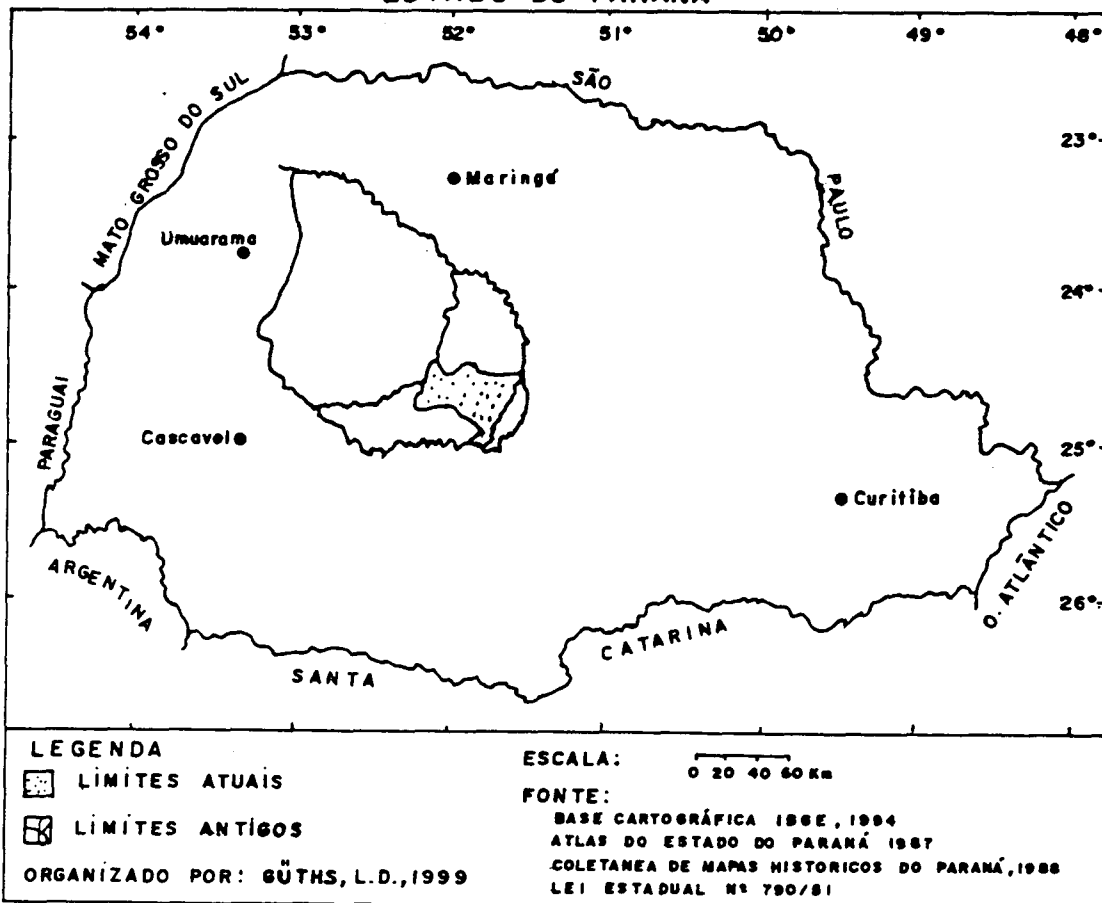 ESTADO DO PARANÁ
54° 53° 52° 51° 50° 49° 48°
SÃO
PAULO
MATO GROSSO DO SUL
23°
Maringá
Umuarama
24°
PARAGUAI
Cascavel
25°
Curitiba
O. ATLÂNTICO
ARGENTINA
26°
CATARINA
SANTA
LEGENDA
LIMITES ATUAIS
LIMITES ANTIGOS
ORGANIZADO POR: GÜTHS, L.D., 1999
ESCALA: 0 20 40 60 Km
FONTE:
BASE CARTOGRÁFICA IBGE, 1994
ATLAS DO ESTADO DO PARANÁ 1987
COLETANEA DE MAPAS HISTORICOS DO PARANÁ, 1988
LEI ESTADUAL Nº 790/51